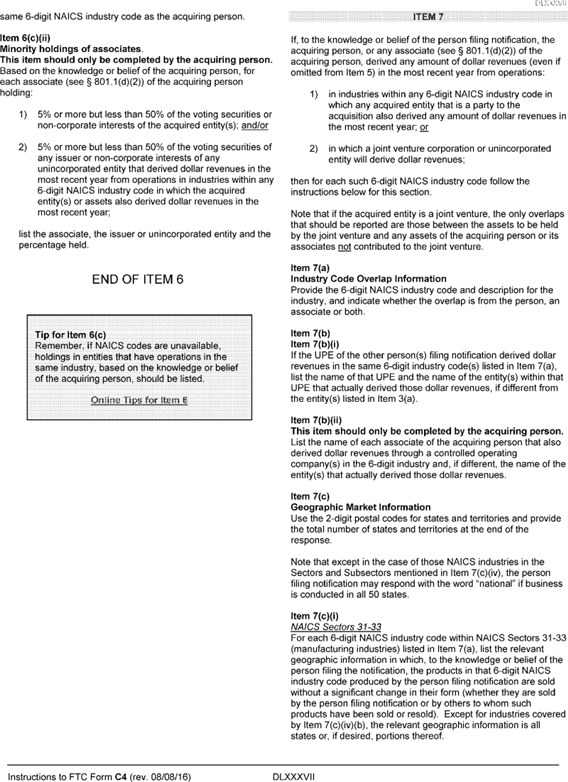 DLXXXVII
same 6-digit NAICS industry code as the acquiring person.
Item 6(c)(ii)
Minority holdings of associates.
This item should only be completed by the acquiring person.
Based on the knowledge or belief of the acquiring person, for
each associate (see § 801.1(d)(2)) of the acquiring person
holding:
1) 5% or more but less than 50% of the voting securities or
non-corporate interests of the acquired entity(s); and/or
2) 5% or more but less than 50% of the voting securities of
any issuer or non-corporate interests of any
unincorporated entity that derived dollar revenues in the
most recent year from operations in industries within any
6-digit NAICS industry code in which the acquired
entity(s) or assets also derived dollar revenues in the
most recent year;
list the associate, the issuer or unincorporated entity and the
percentage held.
END OF ITEM 6
Tip for Item 6(c)
Remember, if NAICS codes are unavailable,
holdings in entities that have operations in the
same industry, based on the knowledge or belief
of the acquiring person, should be listed.
Online Tips for Item 6
ITEM 7
If, to the knowledge or belief of the person filing notification, the
acquiring person, or any associate (see § 801.1(d)(2)) of the
acquiring person, derived any amount of dollar revenues (even if
omitted from Item 5) in the most recent year from operations:
1) in industries within any 6-digit NAICS industry code in
which any acquired entity that is a party to the
acquisition also derived any amount of dollar revenues in
the most recent year; or
2) in which a joint venture corporation or unincorporated
entity will derive dollar revenues;
then for each such 6-digit NAICS industry code follow the
instructions below for this section.
Note that if the acquired entity is a joint venture, the only overlaps
that should be reported are those between the assets to be held
by the joint venture and any assets of the acquiring person or its
associates not contributed to the joint venture.
Item 7(a)
Industry Code Overlap Information
Provide the 6-digit NAICS industry code and description for the
industry, and indicate whether the overlap is from the person, an
associate or both.
Item 7(b)
Item 7(b)(i)
If the UPE of the other person(s) filing notification derived dollar
revenues in the same 6-digit industry code(s) listed in Item 7(a),
list the name of that UPE and the name of the entity(s) within that
UPE that actually derived those dollar revenues, if different from
the entity(s) listed in Item 3(a).
Item 7(b)(ii)
This item should only be completed by the acquiring person.
List the name of each associate of the acquiring person that also
derived dollar revenues through a controlled operating
company(s) in the 6-digit industry and, if different, the name of the
entity(s) that actually derived those dollar revenues.
Item 7(c)
Geographic Market Information
Use the 2-digit postal codes for states and territories and provide
the total number of states and territories at the end of the
response.
Note that except in the case of those NAICS industries in the
Sectors and Subsectors mentioned in Item 7(c)(iv), the person
filing notification may respond with the word “national” if business
is conducted in all 50 states.
Item 7(c)(i)
NAICS Sectors 31-33
For each 6-digit NAICS industry code within NAICS Sectors 31-33
(manufacturing industries) listed in Item 7(a), list the relevant
geographic information in which, to the knowledge or belief of the
person filing the notification, the products in that 6-digit NAICS
industry code produced by the person filing notification are sold
without a significant change in their form (whether they are sold
by the person filing notification or by others to whom such
products have been sold or resold). Except for industries covered
by Item 7(c)(iv)(b), the relevant geographic information is all
states or, if desired, portions thereof.
Instructions to FTC Form C4 (rev. 08/08/16) DLXXXVII